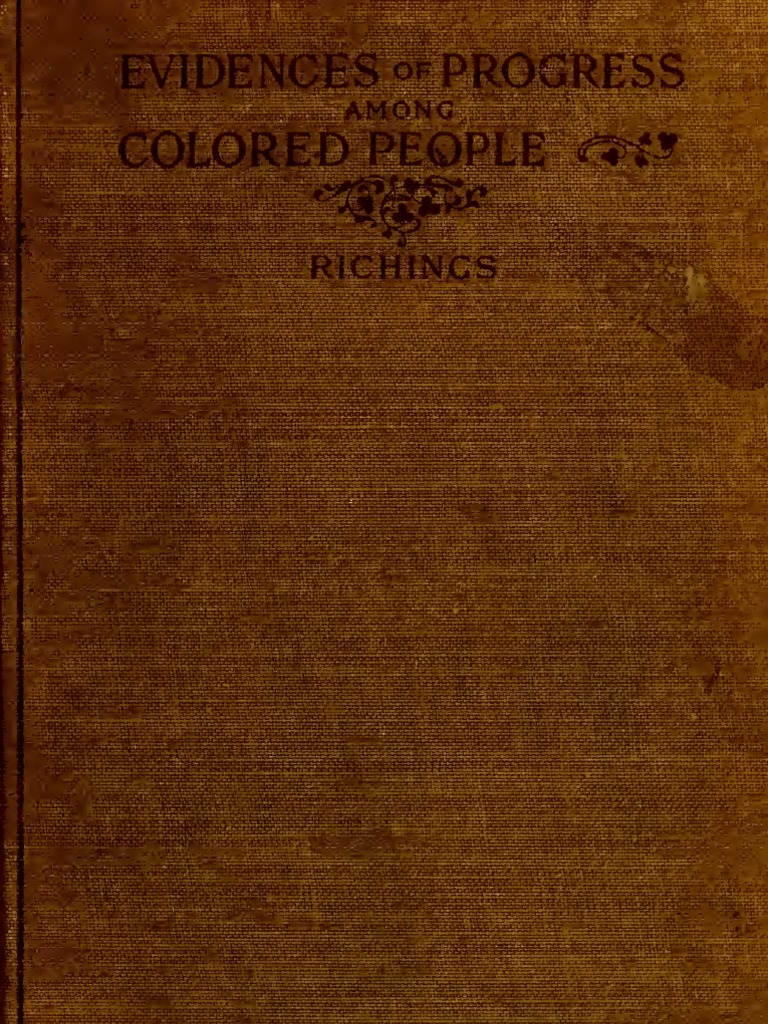 EVIDENCES OF PROGRESS
AMONG
COLORED PEOPLE
RICHINGS